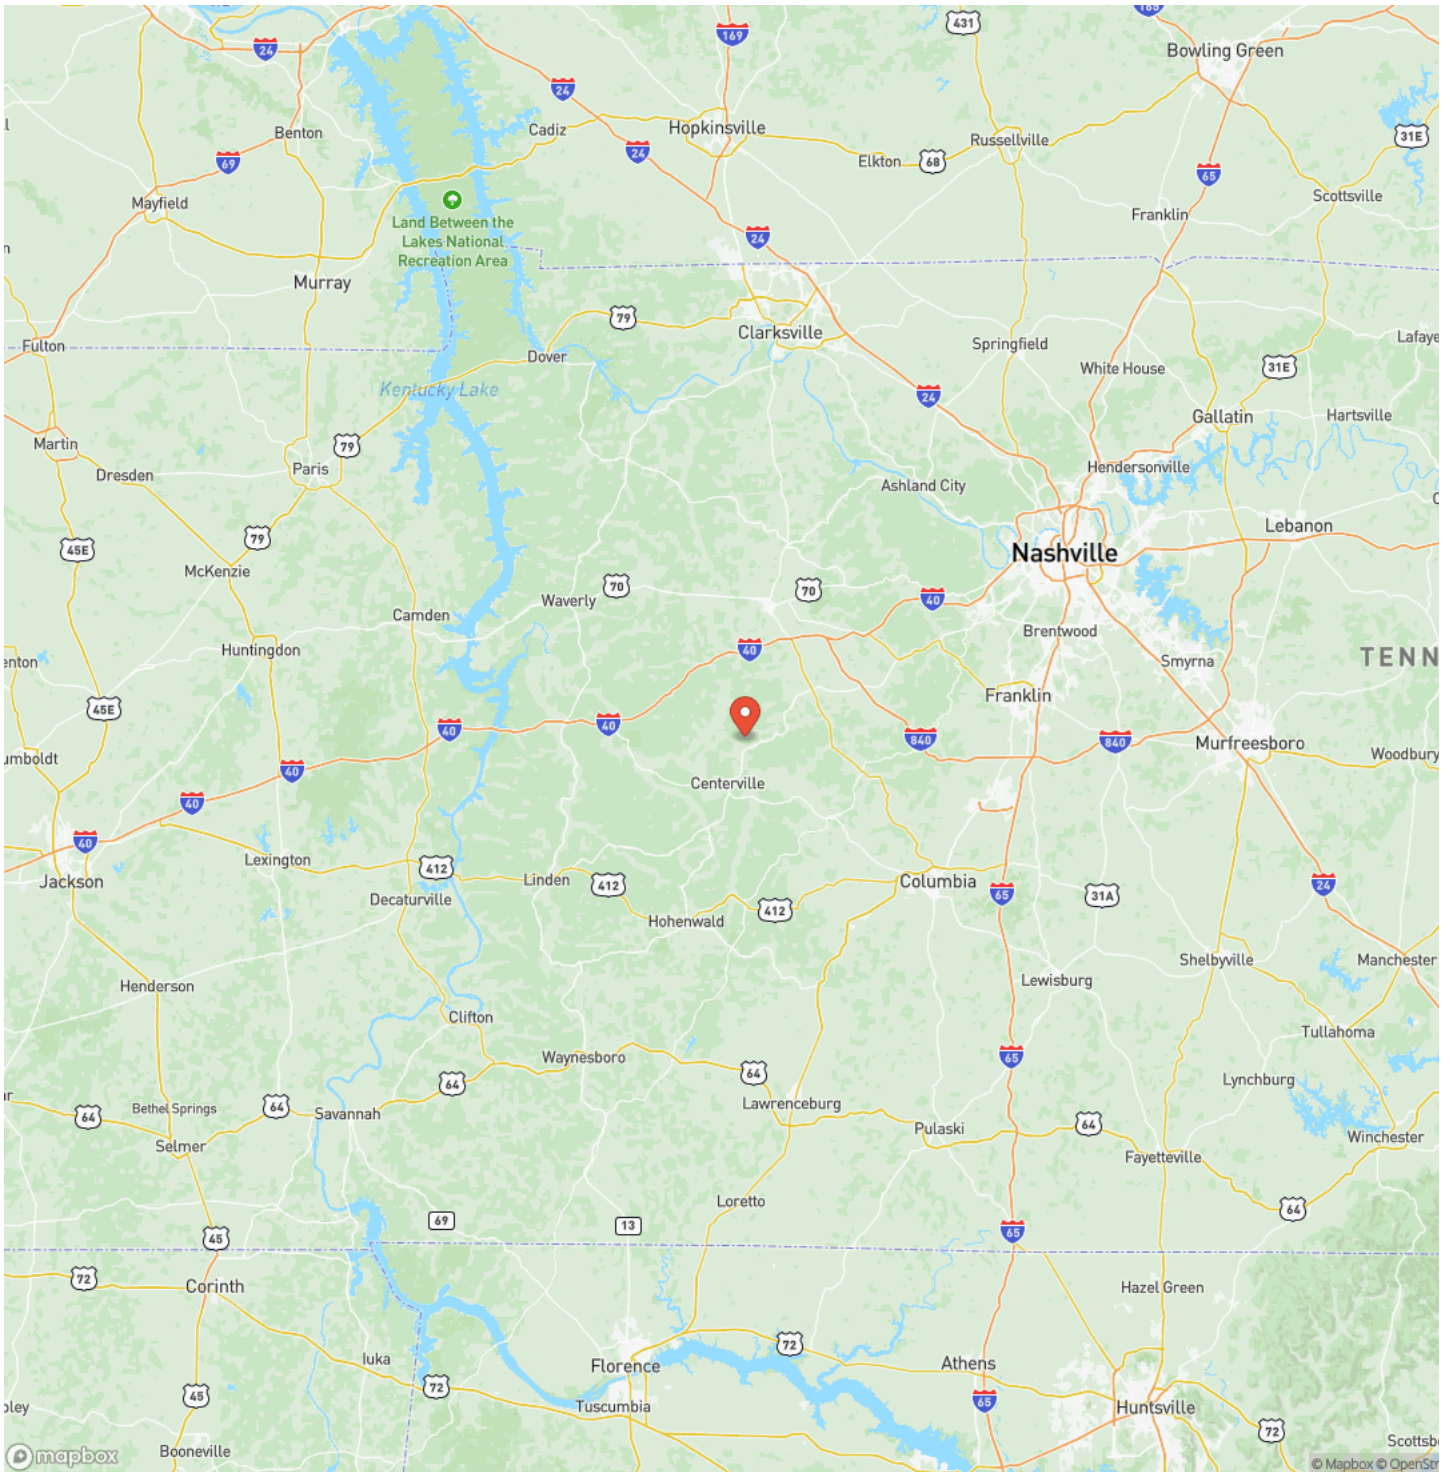 165
431
24
169
Bowling Green
24
Benton
Cadiz
Hopkinsville
31E
Russellville
24
69
Elkton
68
65
Mayfield
Scottsville
Land Between the
Lakes National
Recreation Area
Franklin
24
Murray
79
Clarksville
Fulton
Dover
Springfield
Lafaye
White House
31E
Kentucky Lake
24
Gallatin
Hartsville
Martin
79
Paris
Dresden
Hendersonville
Ashland City
79
Lebanon
45E
Nashville
McKenzie
70
70
Waverly
40
Camden
Brentwood
Huntingdon
40
enton
Smyrna
TENN
Franklin
45E
40
40
840
840
Murfreesboro
umboldt
Woodbury
40
Centerville
40
40
Lexington
412
Jackson
Linden
412
Columbia
65
31A
24
Decaturville
412
Hohenwald
Shelbyville
Manchester
Henderson
Lewisburg
Clifton
Tullahoma
Waynesboro
65
64
64
Lynchburg
ar
64
Bethel Springs
64
Savannah
Lawrenceburg
64
Pulaski
Winchester
Selmer
Fayetteville
Loretto
64
69
13
65
45
72
Corinth
Hazel Green
72
Iuka
Florence
Athens
72
45
65
Tuscumbia
Huntsville
pley
72
Booneville
Scottsb
mapbox
© Mapbox © OpenStr